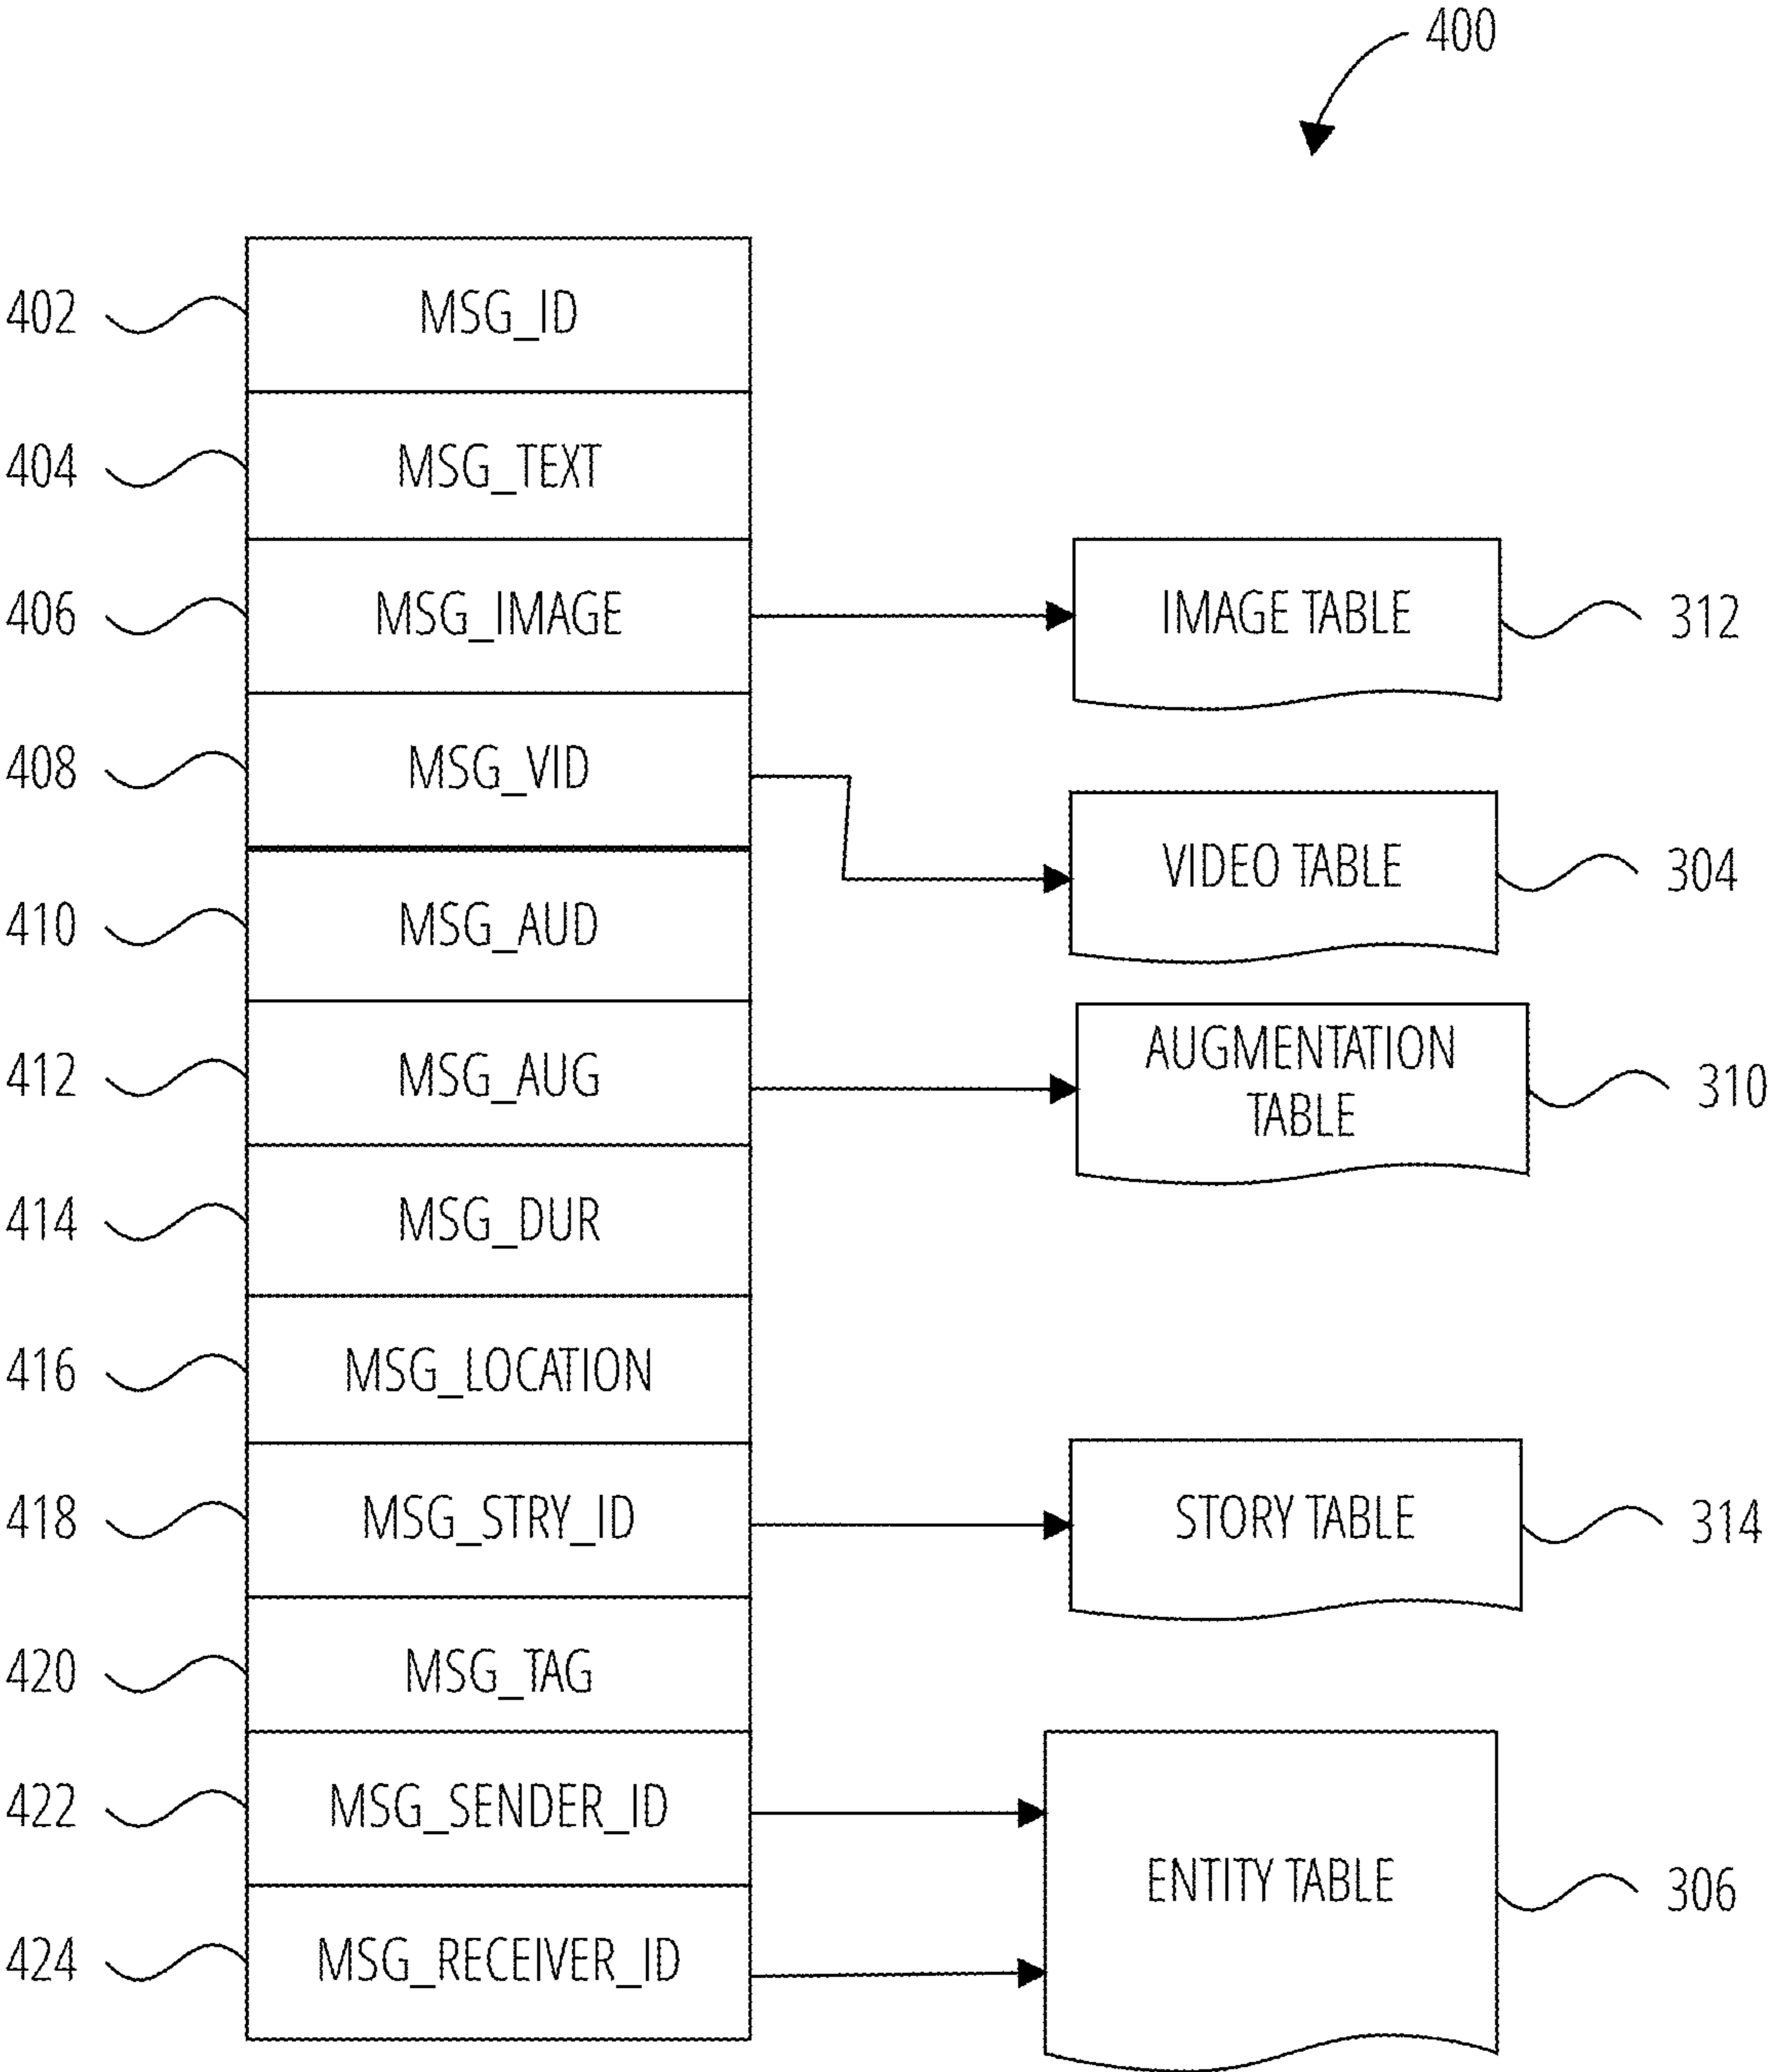 400
402 MSG_ID
404 MSG_TEXT
406 MSG_IMAGE IMAGE TABLE 312
408 MSG_VID VIDEO TABLE 304
410 MSG_AUD
412 MSG_AUG AUGMENTATION
TABLE 310
414 MSG_DUR
416 MSG_LOCATION
418 MSG_STRY_ID STORY TABLE 314
420 MSG_TAG
422 MSG_SENDER_ID
ENTITY TABLE 306
424 MSG_RECEIVER_ID